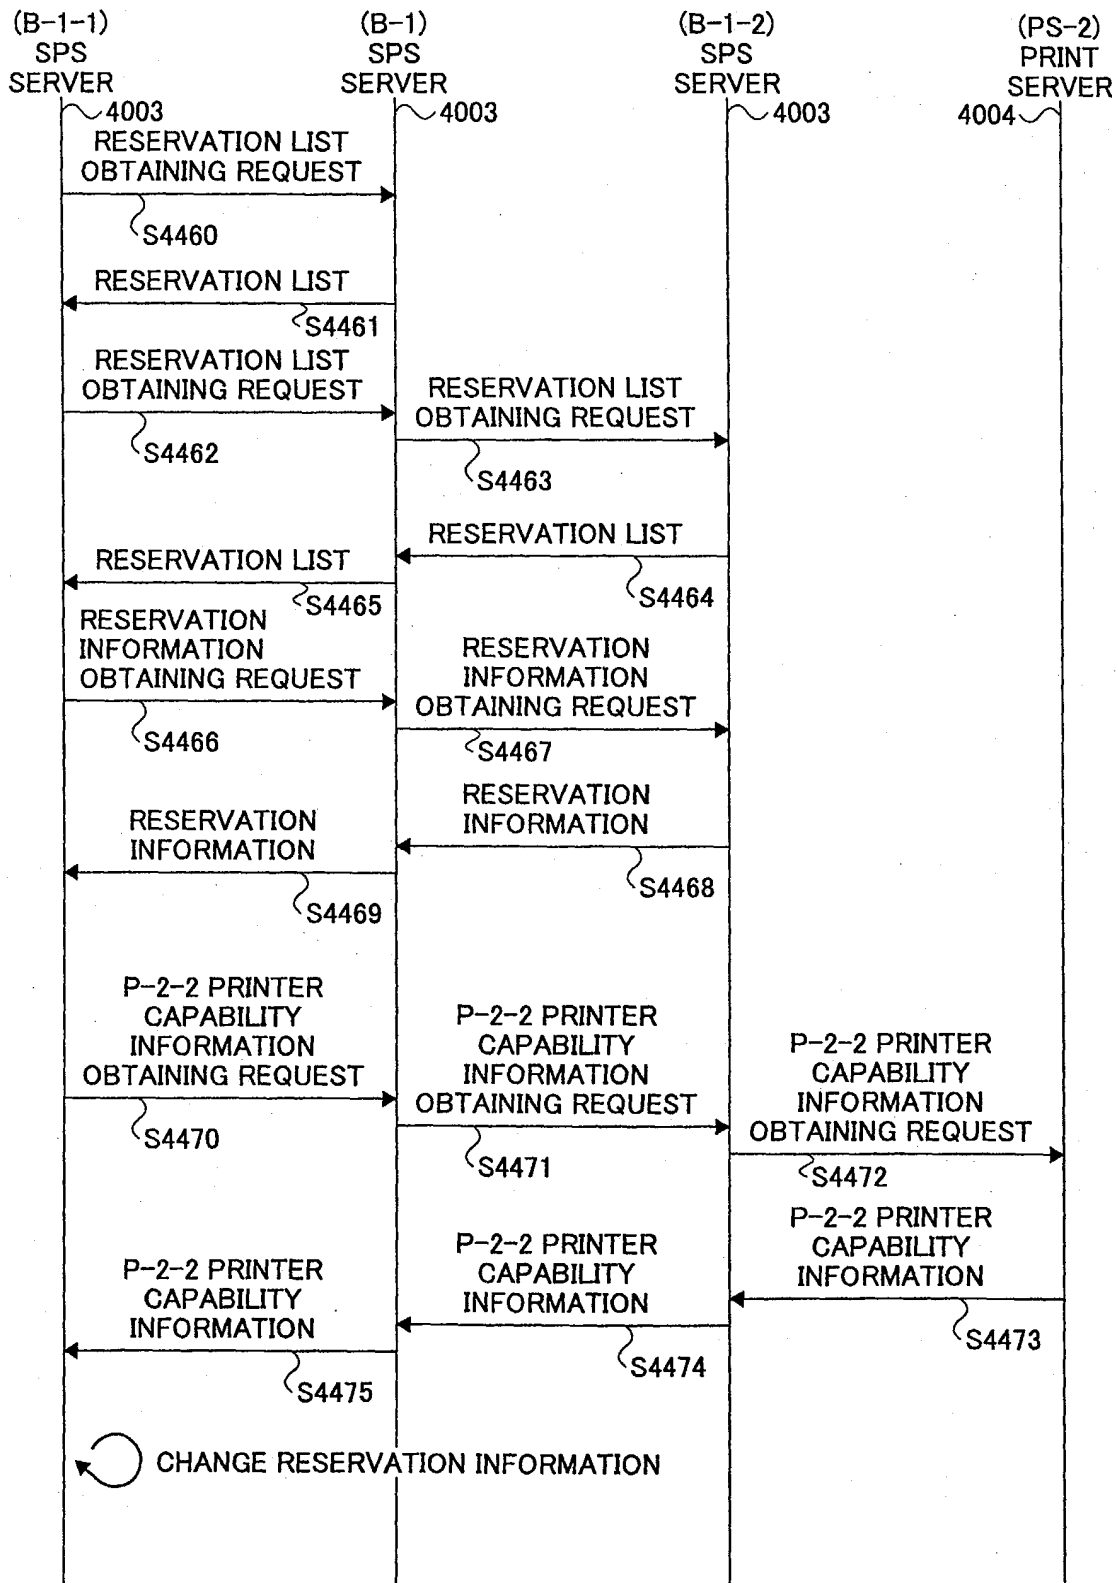 (B-1-1)
SPS
SERVER
(B-1)
SPS
SERVER
(B-1-2)
SPS
SERVER
(PS-2)
PRINT
SERVER
4003
4003
4003
4004
RESERVATION LIST
OBTAINING REQUEST
S4460
RESERVATION LIST
S4461
RESERVATION LIST
OBTAINING REQUEST
S4462
RESERVATION LIST
OBTAINING REQUEST
S4463
RESERVATION LIST
S4464
RESERVATION LIST
S4465
RESERVATION
INFORMATION
OBTAINING REQUEST
S4466
RESERVATION
INFORMATION
OBTAINING REQUEST
S4467
RESERVATION
INFORMATION
S4468
RESERVATION
INFORMATION
S4469
P-2-2 PRINTER
CAPABILITY
INFORMATION
OBTAINING REQUEST
S4470
P-2-2 PRINTER
CAPABILITY
INFORMATION
OBTAINING REQUEST
S4471
P-2-2 PRINTER
CAPABILITY
INFORMATION
OBTAINING REQUEST
S4472
P-2-2 PRINTER
CAPABILITY
INFORMATION
S4473
P-2-2 PRINTER
CAPABILITY
INFORMATION
S4474
P-2-2 PRINTER
CAPABILITY
INFORMATION
S4475
CHANGE RESERVATION INFORMATION